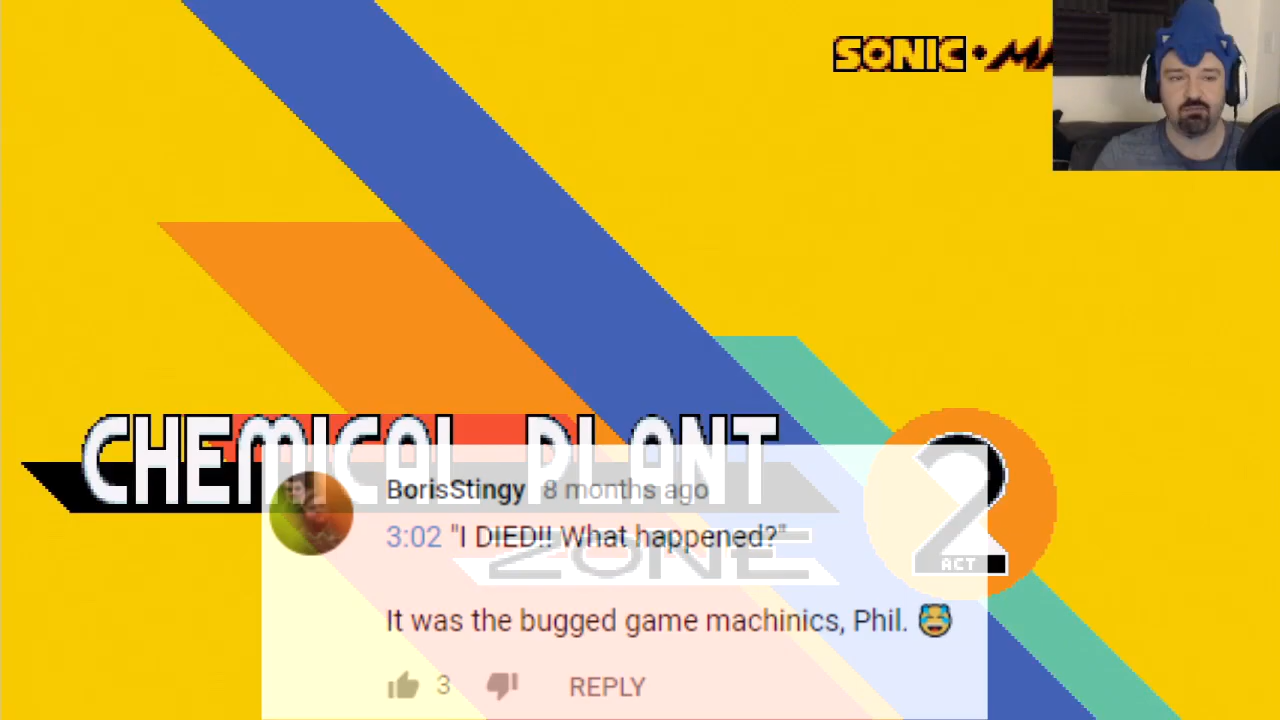 SONIC • MA
CHEMICAL PLANT
ZONE
2
ACT
BorisStingy 8 months ago
3:02 "I DIED!! What happened?"
It was the bugged game machinics, Phil. 😂
3 REPLY